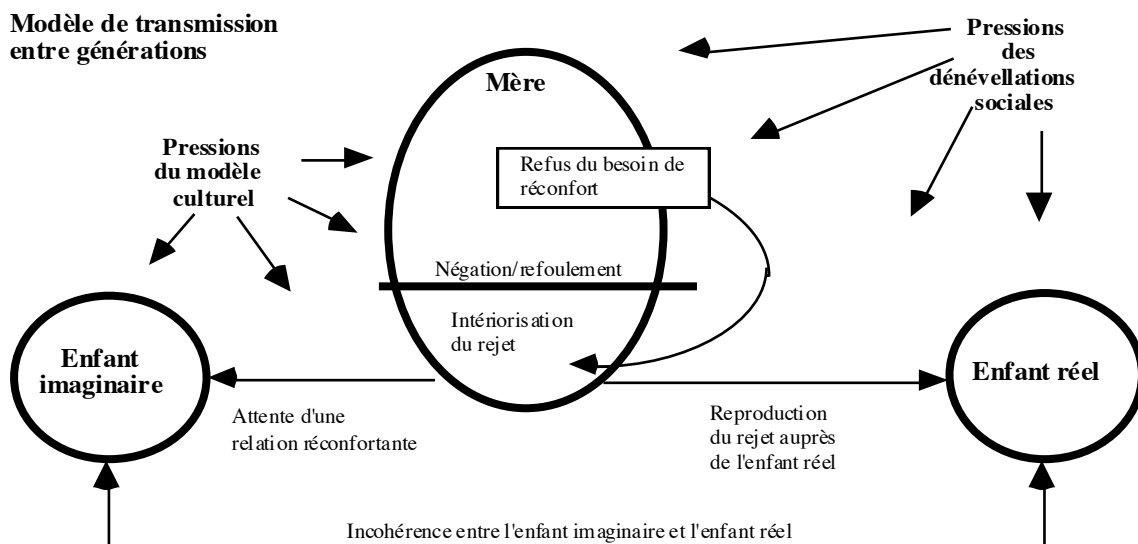 Modèle de transmission
entre générations
Pressions
des
dénévellations
sociales
Mère
Pressions
du modèle
culturel
Refus du besoin de
réconfort
Négation/refoulement
Intériorisation
du rejet
Enfant
imaginaire
Enfant réel
Attente d'une
relation réconfortante
Reproduction
du rejet auprès
de l'enfant réel
Incohérence entre l'enfant imaginaire et l'enfant réel